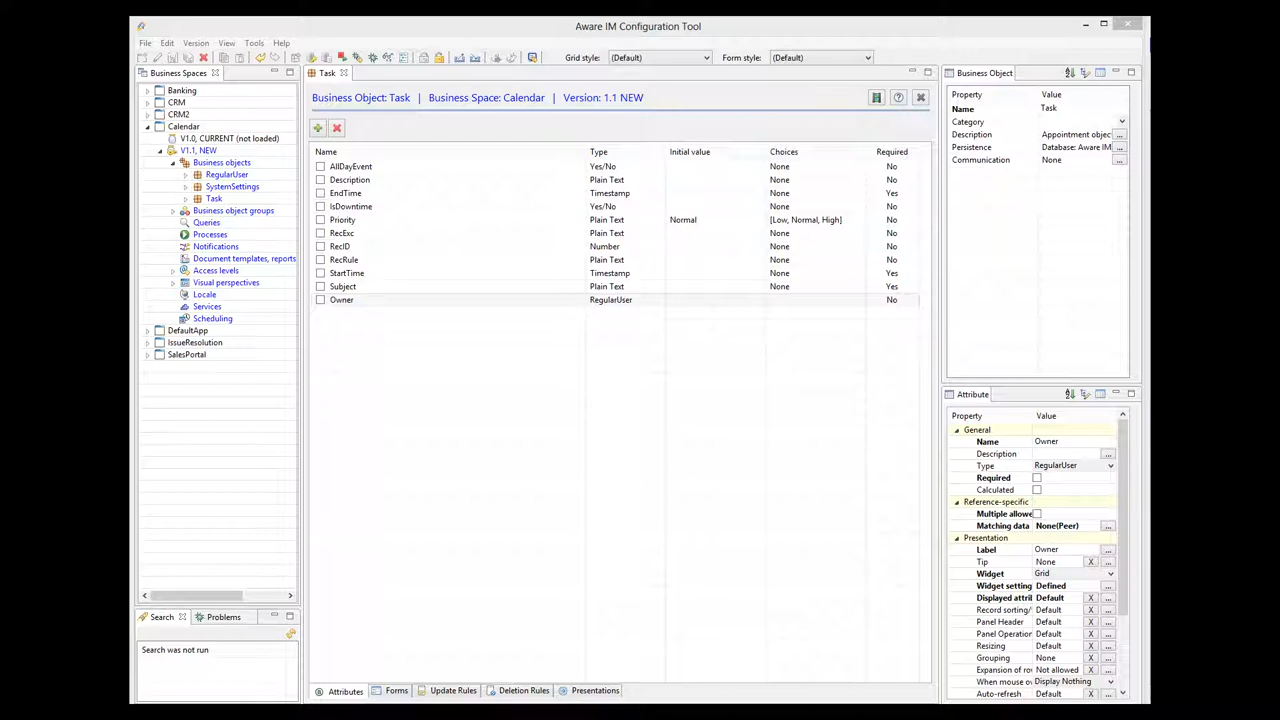 Aware IM Configuration Tool
File Edit Version View Tools Help
Grid style: (Default) Form style: (Default)
Business Spaces
Banking
CRM
CRM2
Calendar
V1.0, CURRENT (not loaded)
V1.1, NEW
Business objects
RegularUser
SystemSettings
Task
Business object groups
Queries
Processes
Notifications
Document templates, reports
Access levels
Visual perspectives
Locale
Services
Scheduling
DefaultApp
IssueResolution
SalesPortal
Search Problems
Search was not run
Task
Business Object: Task | Business Space: Calendar | Version: 1.1 NEW
Name Type Initial value Choices Required
AllDayEvent Yes/No None No
Description Plain Text None No
EndTime Timestamp None Yes
IsDowntime Yes/No None No
Priority Plain Text Normal [Low, Normal, High] No
RecExc Plain Text None No
RecID Number None No
RecRule Plain Text None No
StartTime Timestamp None Yes
Subject Plain Text None Yes
Owner RegularUser No
Attributes Forms Update Rules Deletion Rules Presentations
Business Object
Property Value
Name Task
Category
Description Appointment objec ...
Persistence Database: Aware IM ...
Communication None ...
Attribute
Property Value
General
Name Owner
Description ...
Type RegularUser
Required
Calculated
Reference-specific
Multiple allowe
Matching data None(Peer) ...
Presentation
Label Owner ...
Tip None X ...
Widget Grid
Widget setting Defined ...
Displayed attri Default X ...
Record sorting/ Default X ...
Panel Header Default X ...
Panel Operation Default X ...
Resizing Default X ...
Grouping None X ...
Expansion of ro Not allowed X ...
When mouse ov Display Nothing
Auto-refresh Default X ...